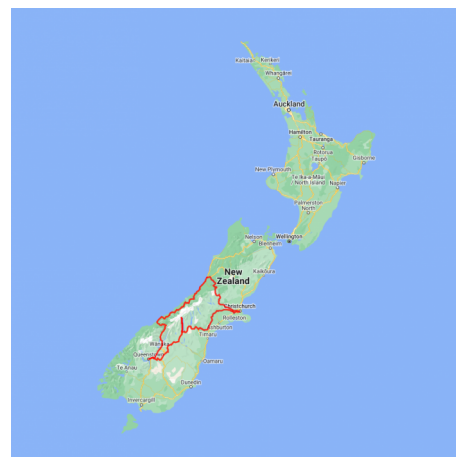 Kaitaia Kerikeri
Whangārei
Auckland
Hamilton Tauranga
Rotorua
Taupō
Gisborne
New Plymouth
Te Ika-a-Māui
North Island Napier
Palmerston
North
Nelson Wellington
Blenheim
New
Zealand
Kaikōura
Christchurch
Rolleston
Ashburton
Timaru
Wanaka
Queenstown
Oamaru
Te Anau
Dunedin
Invercargill